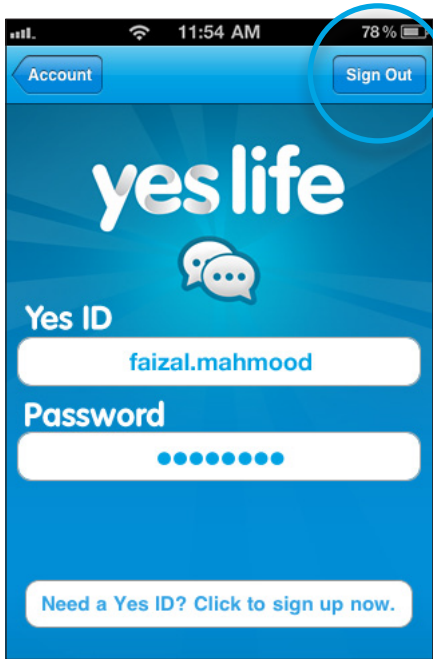 11:54 AM 78%
Account Sign Out
yes life
Yes ID
faizal.mahmood
Password
Need a Yes ID? Click to sign up now.